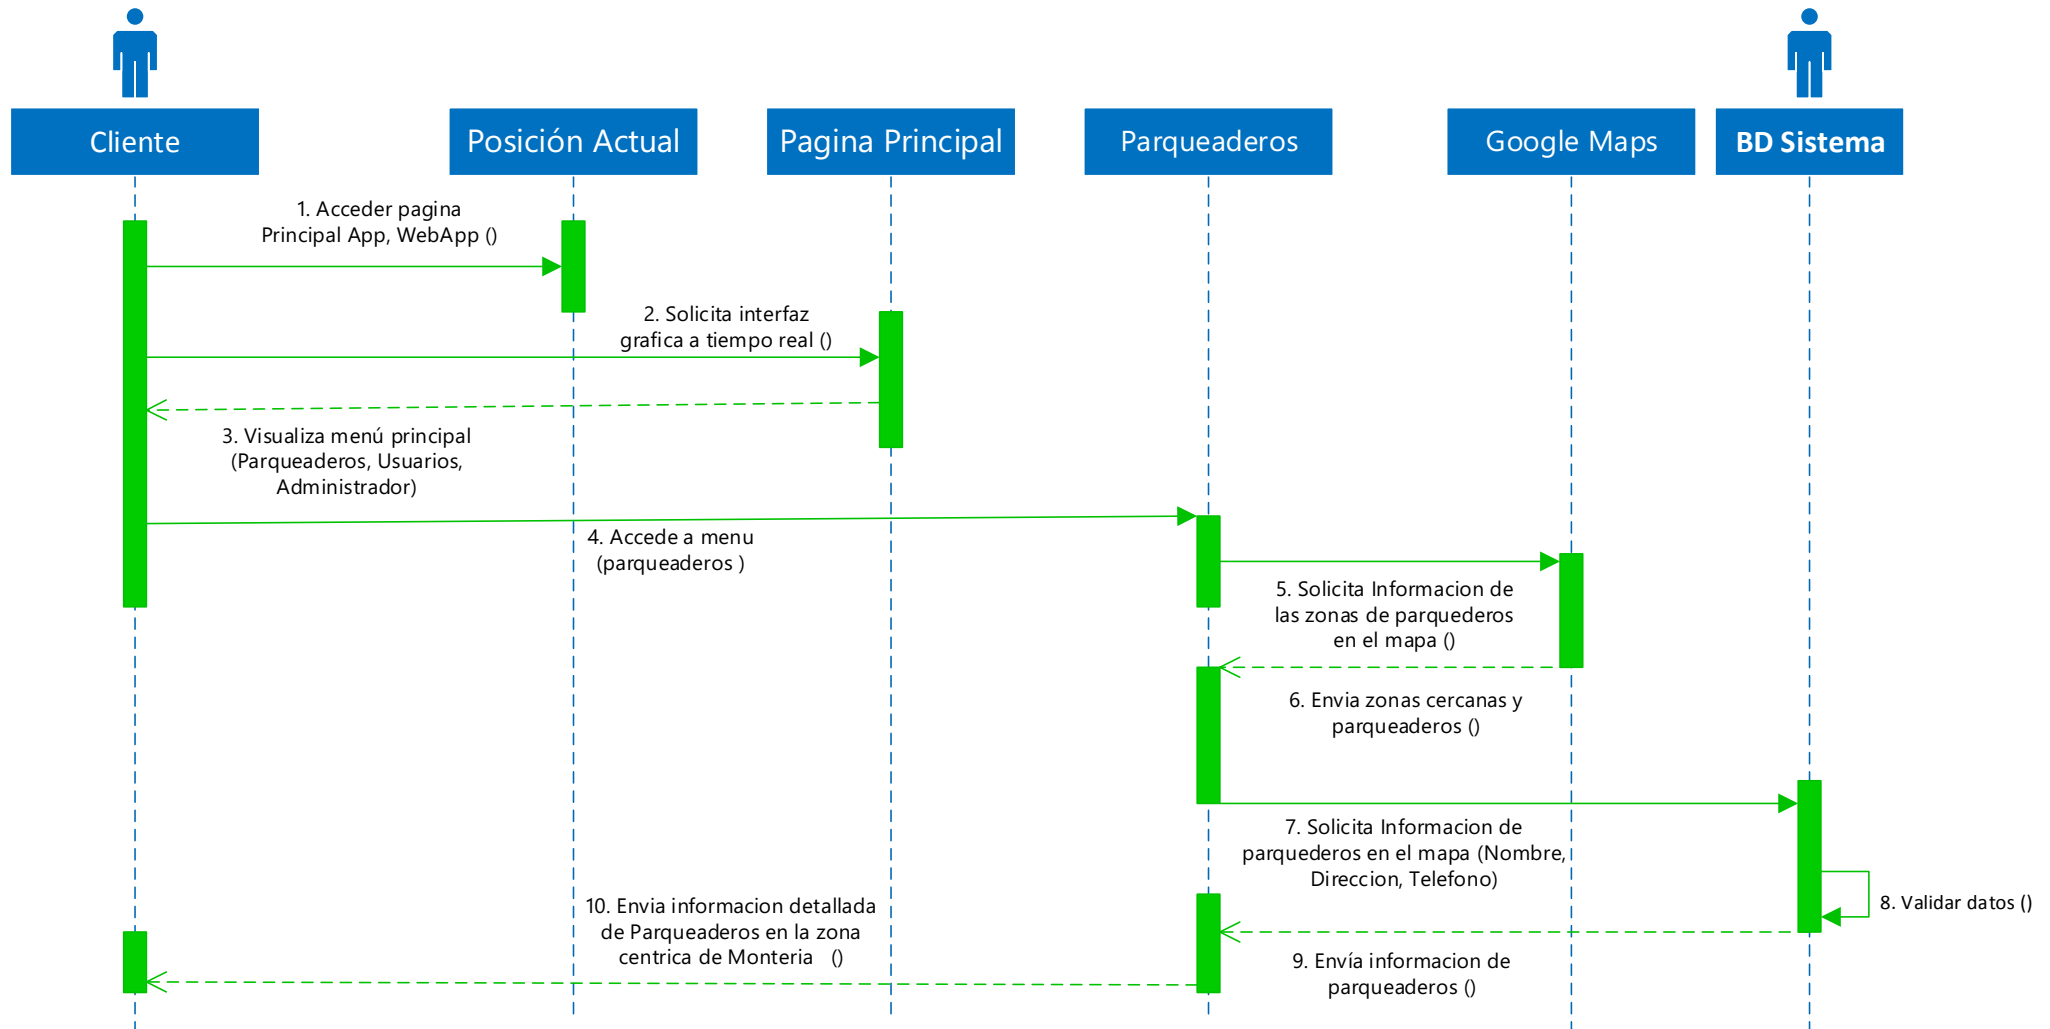 Cliente
Posición Actual
Pagina Principal
Parqueaderos
Google Maps
BD Sistema
1. Acceder pagina
Principal App, WebApp ()
2. Solicita interfaz
grafica a tiempo real ()
3. Visualiza menú principal
(Parqueaderos, Usuarios,
Administrador)
4. Accede a menu
(parqueaderos )
5. Solicita Informacion de
las zonas de parquederos
en el mapa ()
6. Envia zonas cercanas y
parqueaderos ()
7. Solicita Informacion de
parquederos en el mapa (Nombre,
Direccion, Telefono)
8. Validar datos ()
9. Envía informacion de
parqueaderos ()
10. Envia informacion detallada
de Parqueaderos en la zona
centrica de Monteria ()